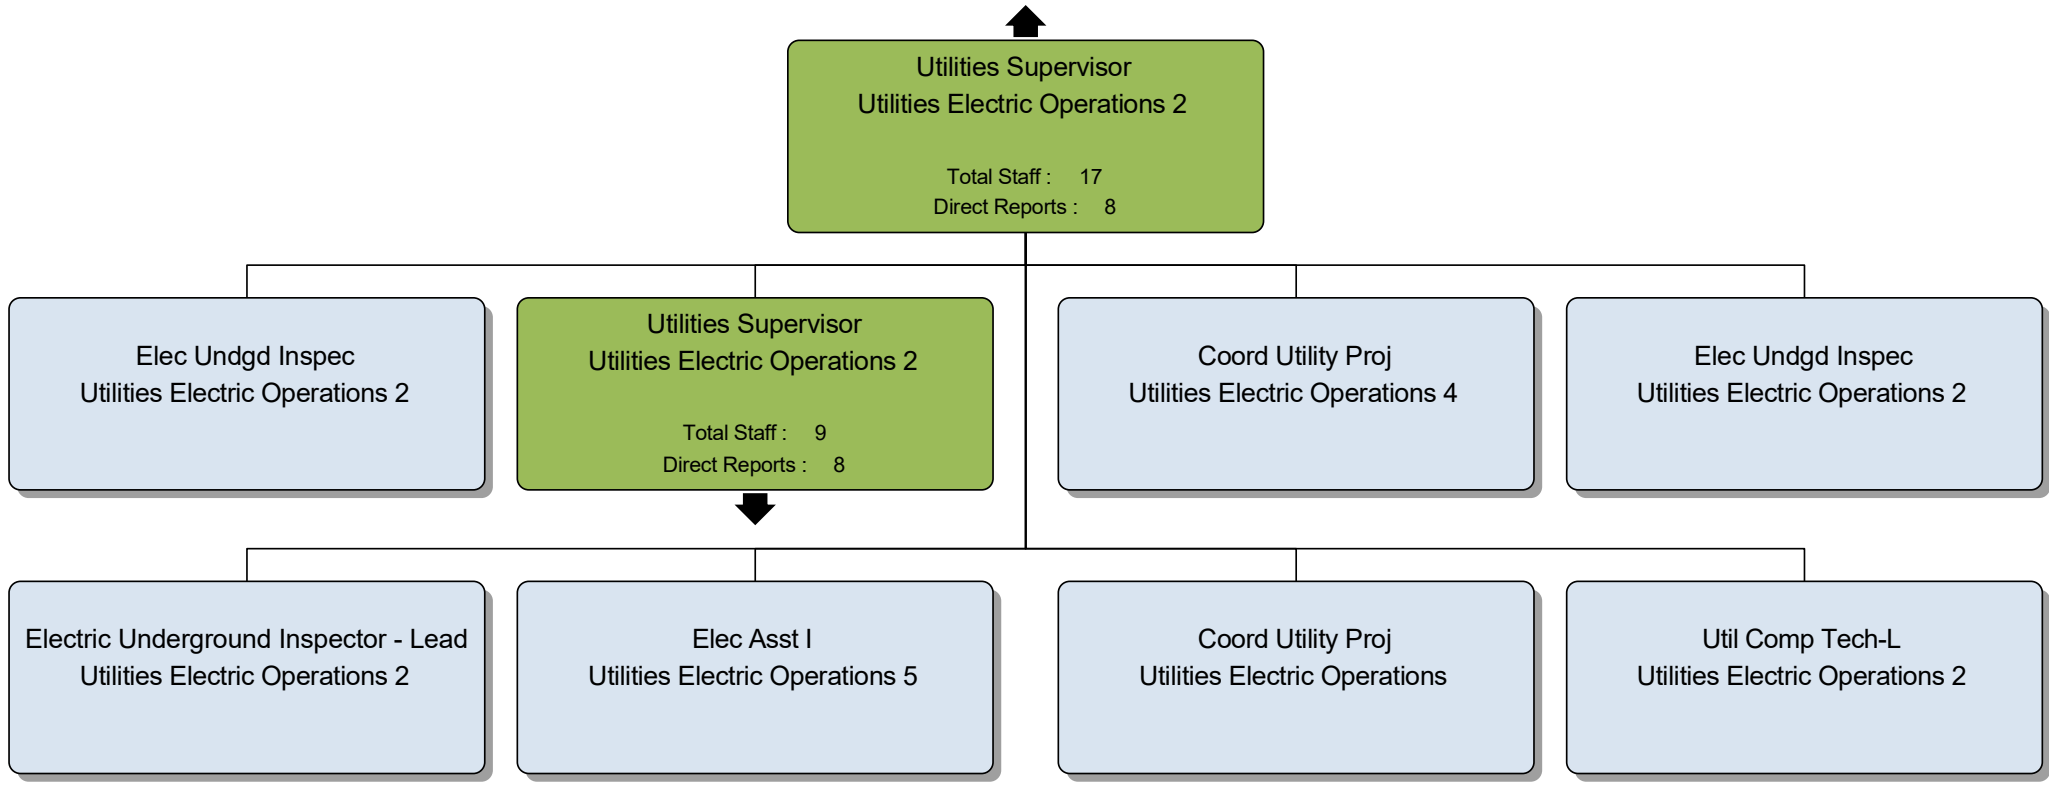 Utilities Supervisor
Utilities Electric Operations 2
Total Staff : 17
Direct Reports : 8
Elec Undgd Inspec
Utilities Electric Operations 2
Utilities Supervisor
Utilities Electric Operations 2
Total Staff : 9
Direct Reports : 8
Coord Utility Proj
Utilities Electric Operations 4
Elec Undgd Inspec
Utilities Electric Operations 2
Electric Underground Inspector - Lead
Utilities Electric Operations 2
Elec Asst I
Utilities Electric Operations 5
Coord Utility Proj
Utilities Electric Operations
Util Comp Tech-L
Utilities Electric Operations 2